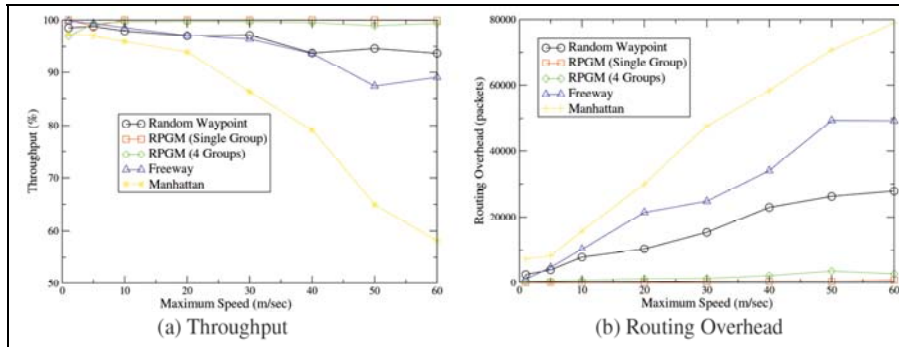 100
90
80
70
60
50
Throughput [%]
Random Waypoint
RPGM (Single Group)
RPGM (4 Groups)
Freeway
Manhattan
0 10 20 30 40 50 60
Maximum Speed (m/sec)
(a) Throughput
80000
60000
40000
20000
0
Routing Overhead (packets)
Random Waypoint
RPGM (Single Group)
RPGM (4 Groups)
Freeway
Manhattan
0 10 20 30 40 50 60
Maximum Speed (m/sec)
(b) Routing Overhead